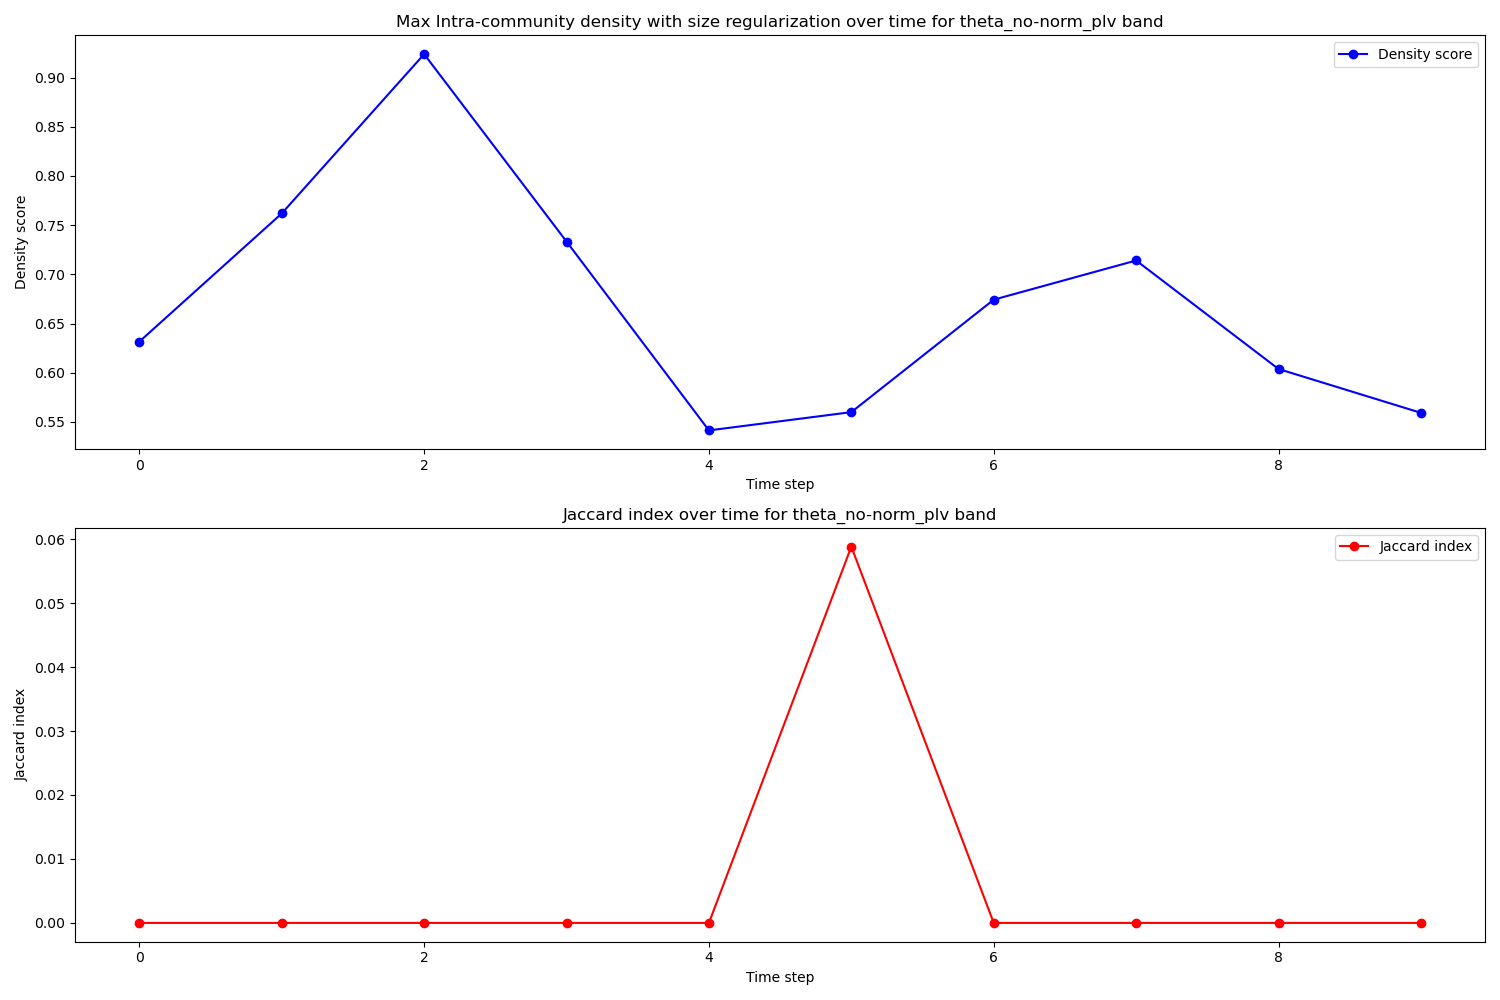 Max Intra-community density with size regularization over time for theta_no-norm_plv band
Density score
0.90
0.85
0.80
0.75
0.70
0.65
0.60
0.55
Density score
0 2 4 6 8
Time step
Jaccard index over time for theta_no-norm_plv band
Jaccard index
0.06
0.05
0.04
0.03
0.02
0.01
0.00
Jaccard index
0 2 4 6 8
Time step